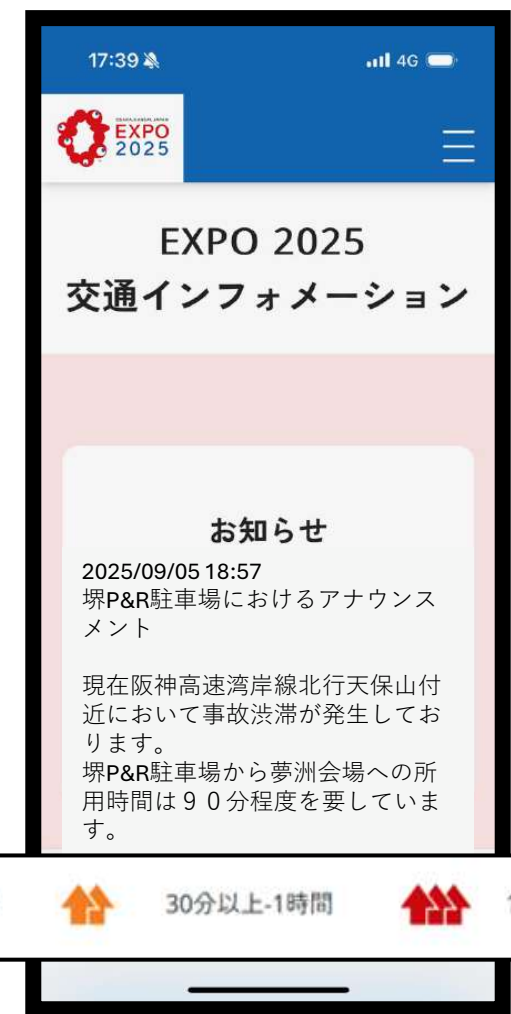 17:39
4G
OSAKA, KANSAI, JAPAN
EXPO
2025
EXPO 2025
交通インフォメーション
お知らせ
2025/09/05 18:57
堺P&R駐車場におけるアナウンス
メント
現在阪神高速湾岸線北行天保山付
近において事故渋滞が発生してお
ります。
堺P&R駐車場から夢洲会場への所
用時間は９０分程度を要していま
す。
30分以上-1時間